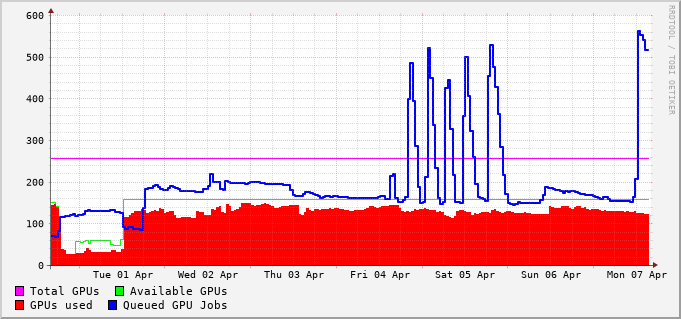 600
500
400
300
200
100
0
Tue 01 Apr Wed 02 Apr Thu 03 Apr Fri 04 Apr Sat 05 Apr Sun 06 Apr Mon 07 Apr
Total GPUs Available GPUs
GPUs used Queued GPU Jobs
RRDTOOL / TOBI OETIKER